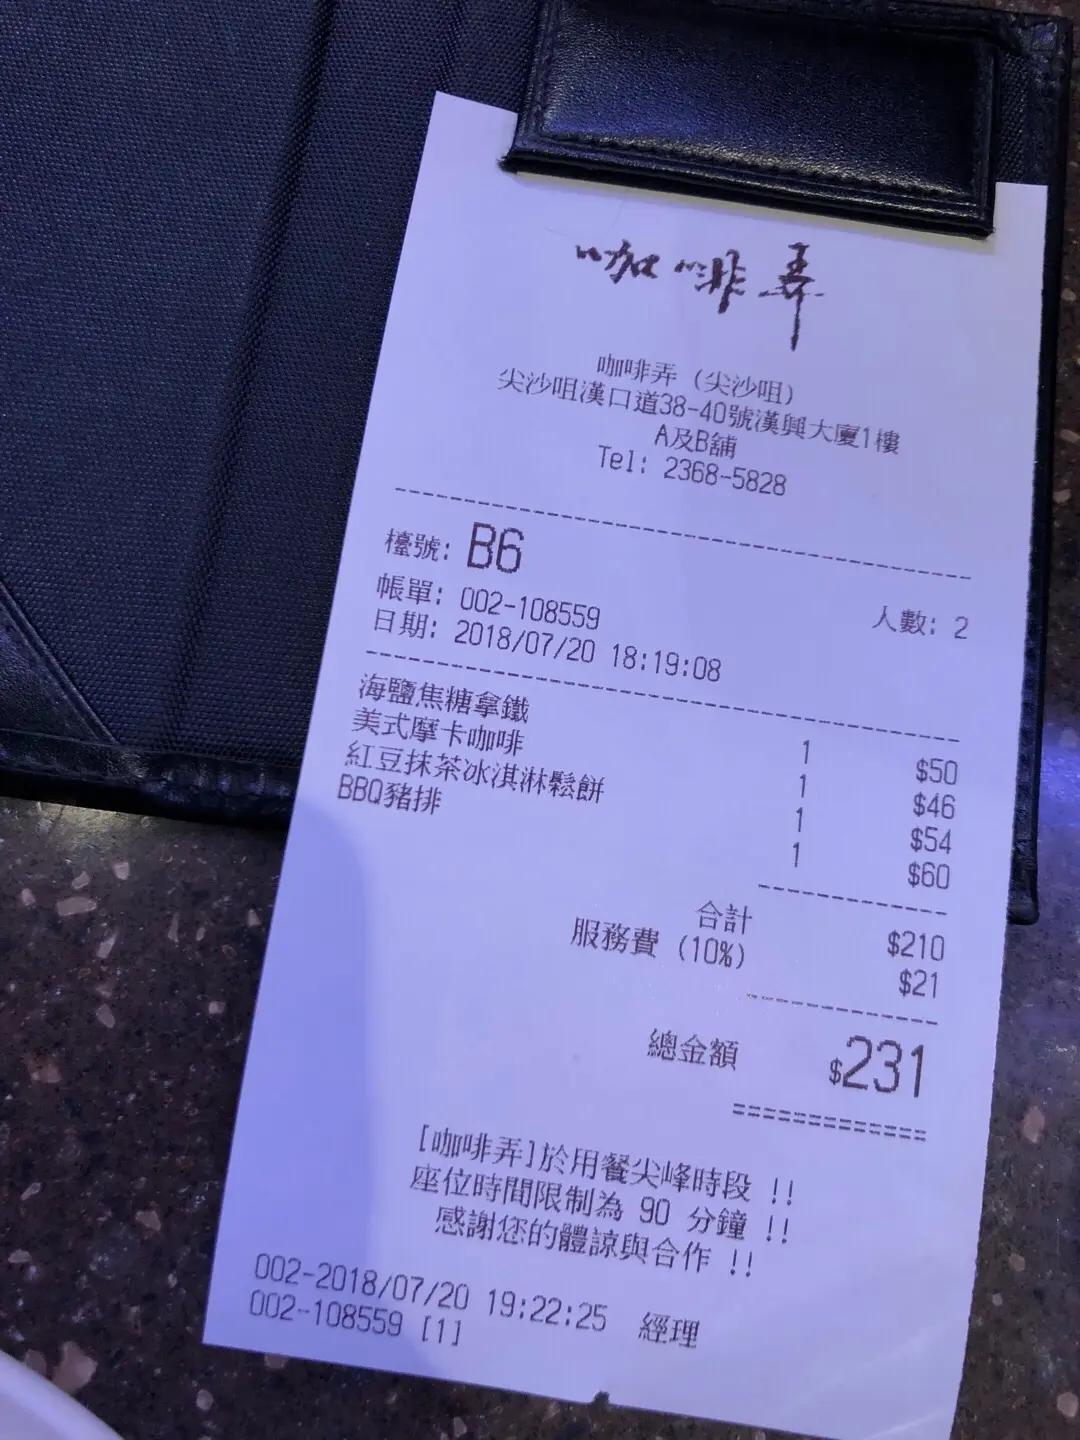 咖啡弄
咖啡弄 (尖沙咀)
尖沙咀漢口道38-40號漢興大廈1樓
A及B舖
Tel: 2368-5828
檯號: B6
人數: 2
帳單: 002-108559
日期: 2018/07/20 18:19:08
海鹽焦糖拿鐵 1 $50
美式摩卡咖啡 1 $46
紅豆抹茶冰淇淋鬆餅 1 $54
BBQ豬排 1 $60
合計 $210
服務費 (10%) $21
總金額 $231
[咖啡弄]於用餐尖峰時段 !!
座位時間限制為 90 分鐘 !!
感謝您的體諒與合作 !!
002-2018/07/20 19:22:25 經理
002-108559 [1]